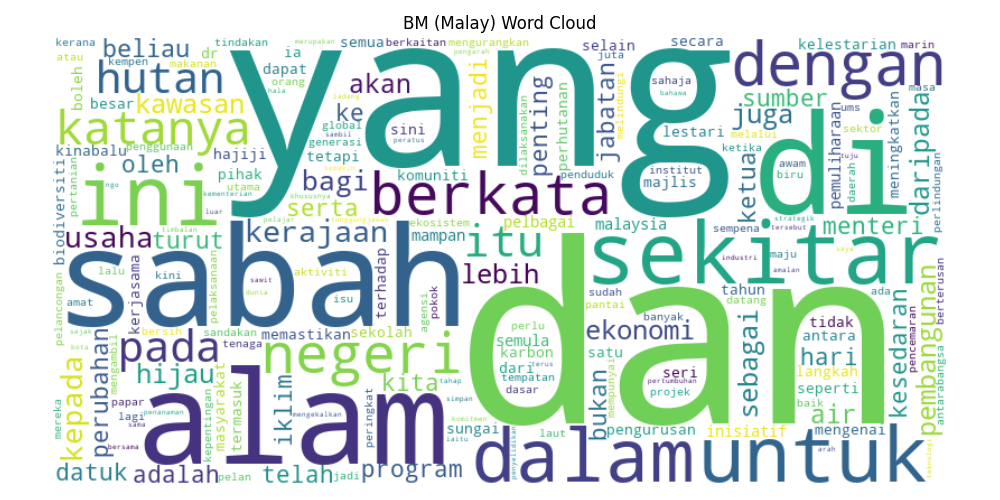 BM (Malay) Word Cloud
kerana
beliau
dr
tindakan
merupakan
semua
berkaitan
pengarah
selain
secara
kelestarian
marin
atau
kempen
makanan
ia
mengurangkan
juta
boleh
hutan
dapat
orang
hala
yang
akan
sahaja
bahawa
dengan
masa
besar
kawasan
ladang
ke
menjadi
penting
perhutanan
jabatan
melindungi
sumber
ums
meningkatkan
katanya
global
sambil
peratus
sini
dilaksanakan
lestari
juga
melalui
sektor
daripada
kinabalu
penggunaan
oleh
hajiji
generasi
tetapi
penduduk
ketika
pemuliharaan
biodiversiti
pertanian
ini
pihak
utama
semakin
bagi
komuniti
institut
majlis
ketua
awam
biru
di
tuju
daerah
perlindungan
ngo
kementerian
khususnya
serta
berkata
luar
pelajar
tanggungjawab
ekosistem
pelbagai
malaysia
sempena
strategik
tersebut
menteri
usaha
turut
timbalan
kerajaan
mampan
itu
sekitar
saya
pelancongan
lalu
sabah
kini
sawit
aktiviti
dunia
terhadap
lebih
industri
maju
amalan
amat
kerjasama
pelaksanaan
isu
agensi
pokok
sudah
pantai
tahun
datang
ada
berterusan
sejak
bersih
sandakan
memastikan
sekolah
dan
perlu
ekonomi
banyak
sebagai
tidak
pencemaran
kota
perubahan
pada
tenaga
negeri
semula
karbon
terus
satu
antara
hari
kesedaran
pembangunan
kepada
mengambil
hijau
kita
tahap
dari
tempatan
dasar
bukan
mempunyai
seri
pertumbuhan
projek
langkah
seperti
antarabangsa
mereka
papar
penanaman
alam
kepentingan
masyarakat
termasuk
iklim
mengekalkan
peringkat
simpan
komitmen
baik
air
lagi
sama
bersama
sungai
iaitu
laut
penyelidikan
pengurusan
inisiatif
mengenai
arah
teknologi
datuk
adalah
pelan
telah
jadi
program
dalam
untuk